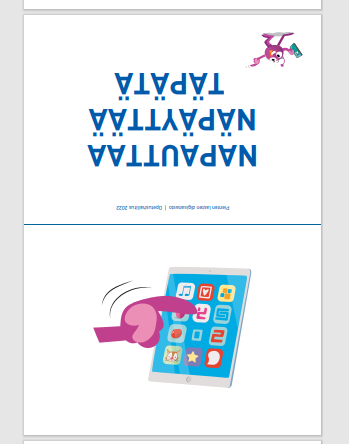 Pienten lasten digisanasto | Opetushallitus 2022
NAPAUTTAA
NÄPÄYTTÄÄ
TÄPÄTÄ